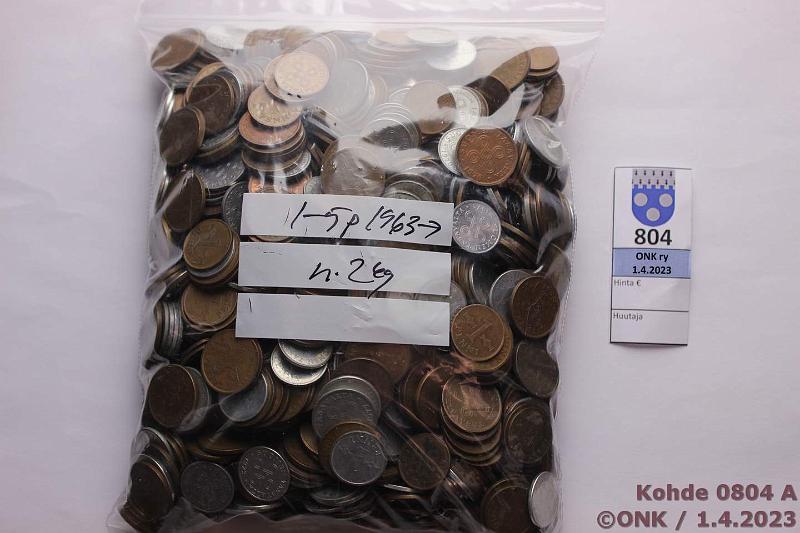 1-5p 1963→
n. 2kg
804
ONK ry
1.4.2023
Hinta €
Huutaja
Kohde 0804 A
©ONK / 1.4.2023